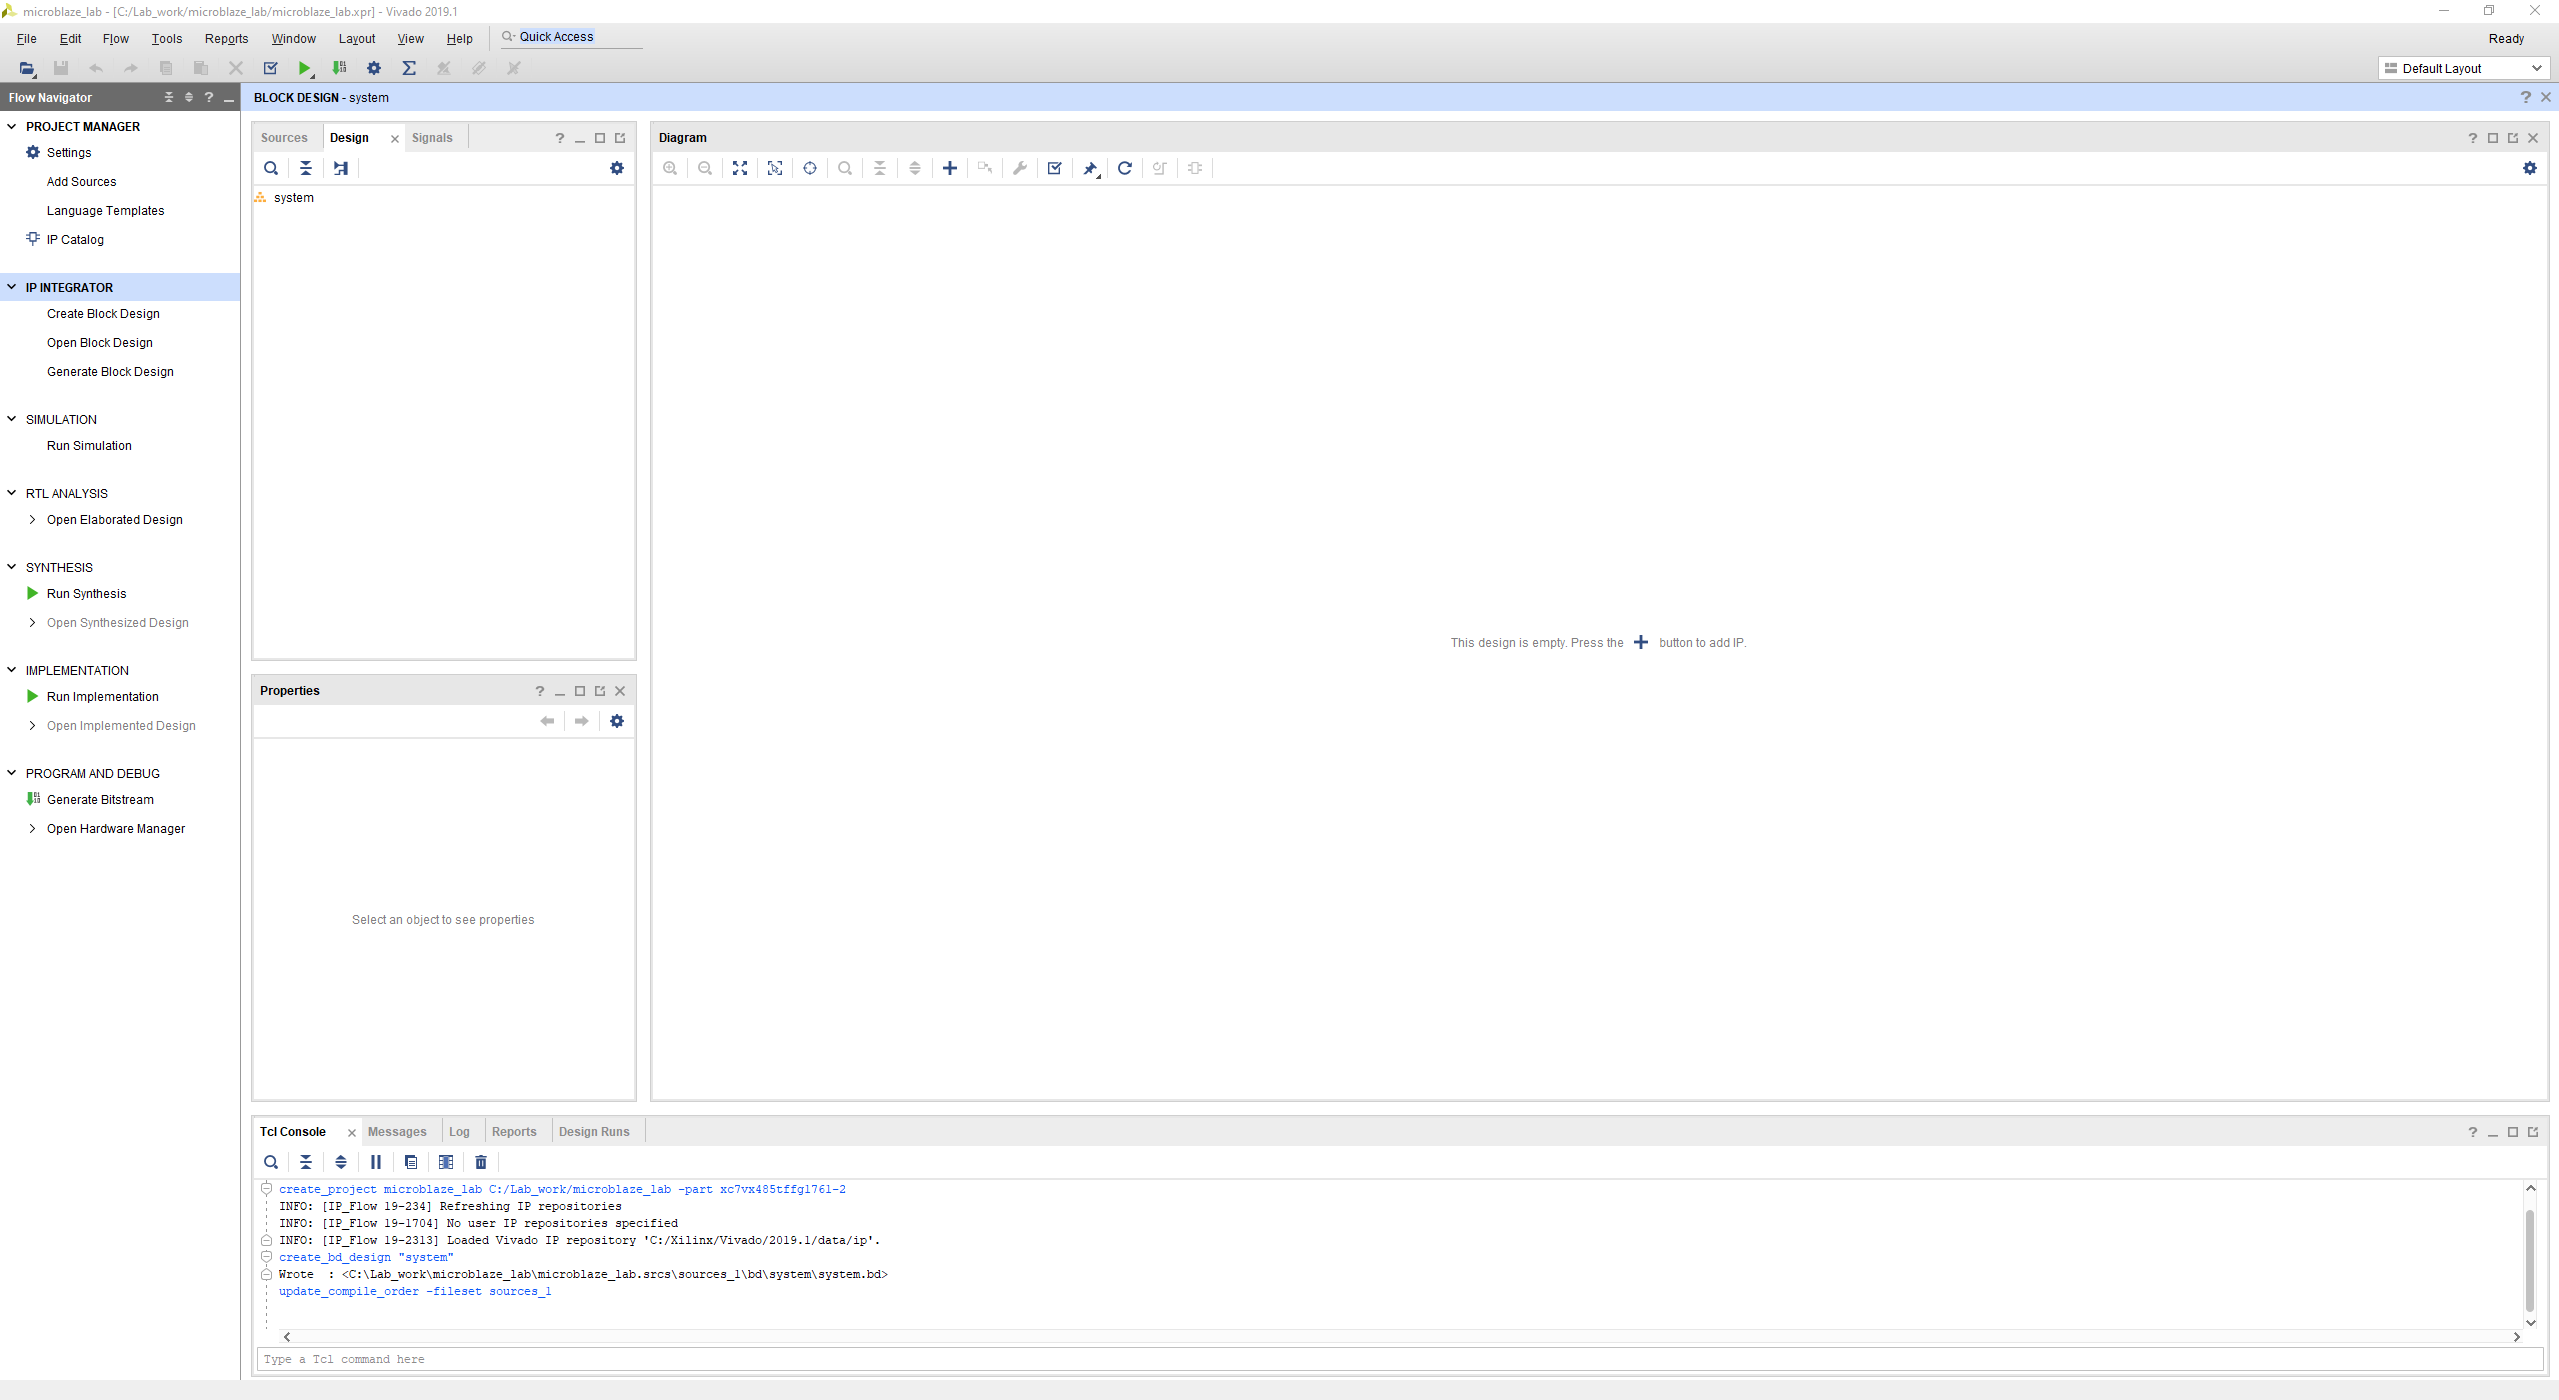 microblaze_lab - [C:/Lab_work/microblaze_lab/microblaze_lab.xpr] - Vivado 2019.1
File Edit Flow Tools Reports Window Layout View Help Quick Access Ready
Default Layout
Flow Navigator
BLOCK DESIGN - system
PROJECT MANAGER
Settings
Add Sources
Language Templates
IP Catalog
IP INTEGRATOR
Create Block Design
Open Block Design
Generate Block Design
SIMULATION
Run Simulation
RTL ANALYSIS
Open Elaborated Design
SYNTHESIS
Run Synthesis
Open Synthesized Design
IMPLEMENTATION
Run Implementation
Open Implemented Design
PROGRAM AND DEBUG
Generate Bitstream
Open Hardware Manager
Sources Design Signals
system
Properties
Select an object to see properties
Diagram
This design is empty. Press the + button to add IP.
Tcl Console Messages Log Reports Design Runs
create_project microblaze_lab C:/Lab_work/microblaze_lab -part xc7vx485tffg1761-2
INFO: [IP_Flow 19-234] Refreshing IP repositories
INFO: [IP_Flow 19-1704] No user IP repositories specified
INFO: [IP_Flow 19-2313] Loaded Vivado IP repository 'C:/Xilinx/Vivado/2019.1/data/ip'.
create_bd_design "system"
Wrote  : <C:\Lab_work\microblaze_lab\microblaze_lab.srcs\sources_1\bd\system\system.bd>
update_compile_order -fileset sources_1
Type a Tcl command here